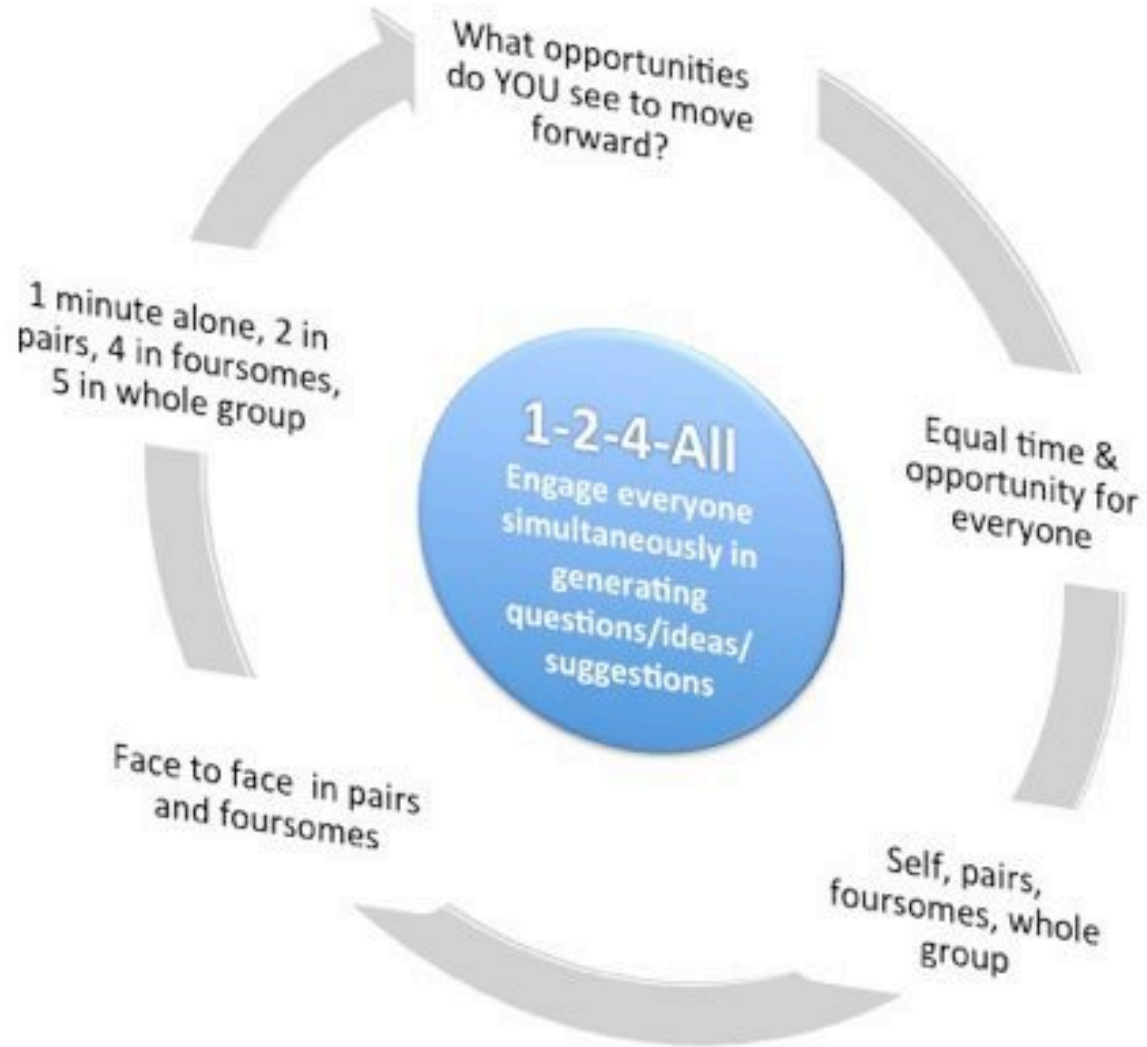 What opportunities
do YOU see to move
forward?
Equal time &
opportunity for
everyone
Self, pairs,
foursomes, whole
group
Face to face in pairs
and foursomes
1 minute alone, 2 in
pairs, 4 in foursomes,
5 in whole group
1-2-4-All
Engage everyone
simultaneously in
generating
questions/ideas/
suggestions